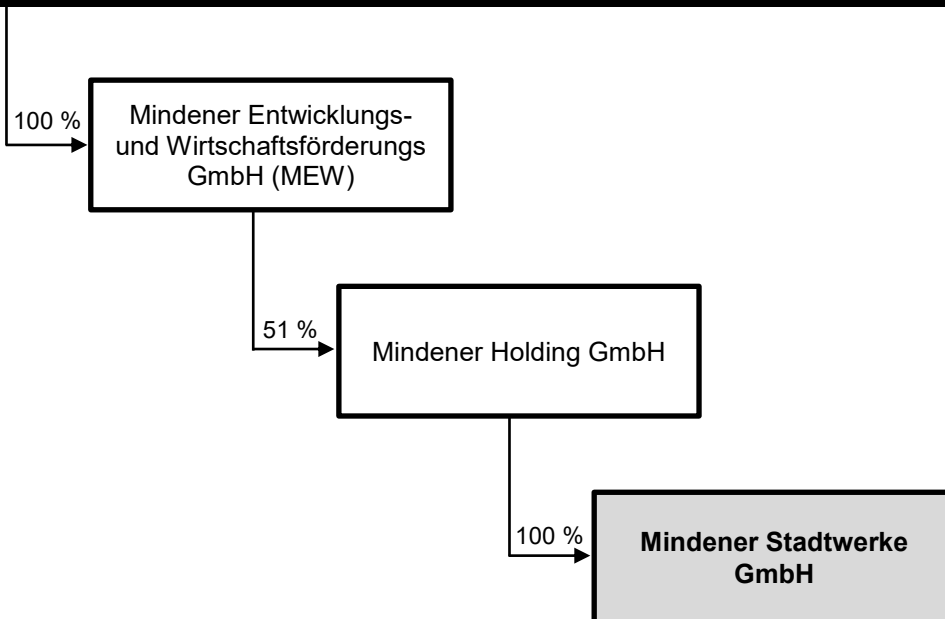 100 %
Mindener Entwicklungs-
und Wirtschaftsförderungs
GmbH (MEW)
51 %
Mindener Holding GmbH
100 %
Mindener Stadtwerke
GmbH